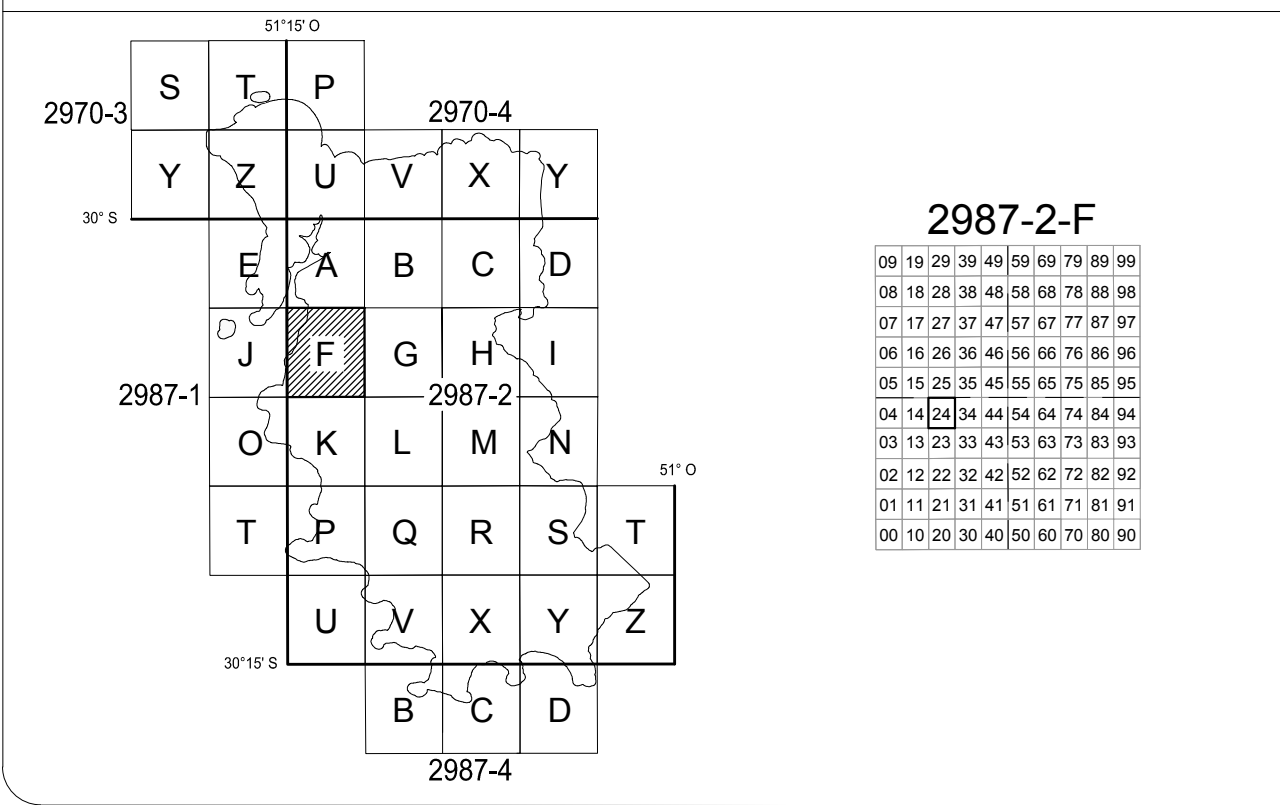 51°15' O
S T P
2970-3
2970-4
Y Z U V X Y
30° S
E A B C D
J F G H I
2987-1
2987-2
O K L M N
51° O
T P Q R S T
U V X Y Z
30°15' S
B C D
2987-4
2987-2-F
09 19 29 39 49 59 69 79 89 99
08 18 28 38 48 58 68 78 88 98
07 17 27 37 47 57 67 77 87 97
06 16 26 36 46 56 66 76 86 96
05 15 25 35 45 55 65 75 85 95
04 14 24 34 44 54 64 74 84 94
03 13 23 33 43 53 63 73 83 93
02 12 22 32 42 52 62 72 82 92
01 11 21 31 41 51 61 71 81 91
00 10 20 30 40 50 60 70 80 90